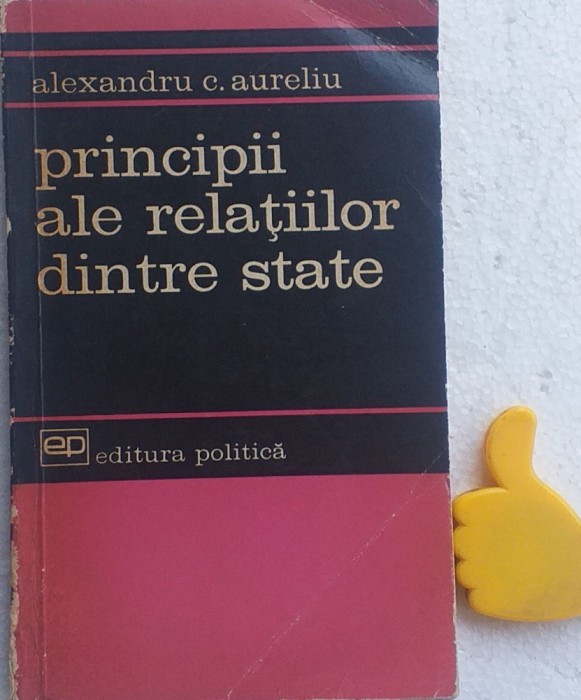 alexandru c. aureliu
principii
ale relaţiilor
dintre state
ep editura politică